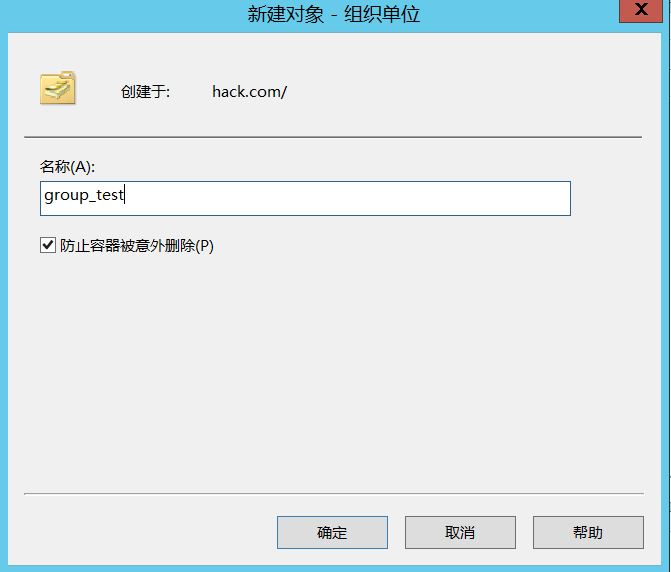 新建对象 - 组织单位
创建于: hack.com/
名称(A):
group_test
防止容器被意外删除(P)
确定 取消 帮助